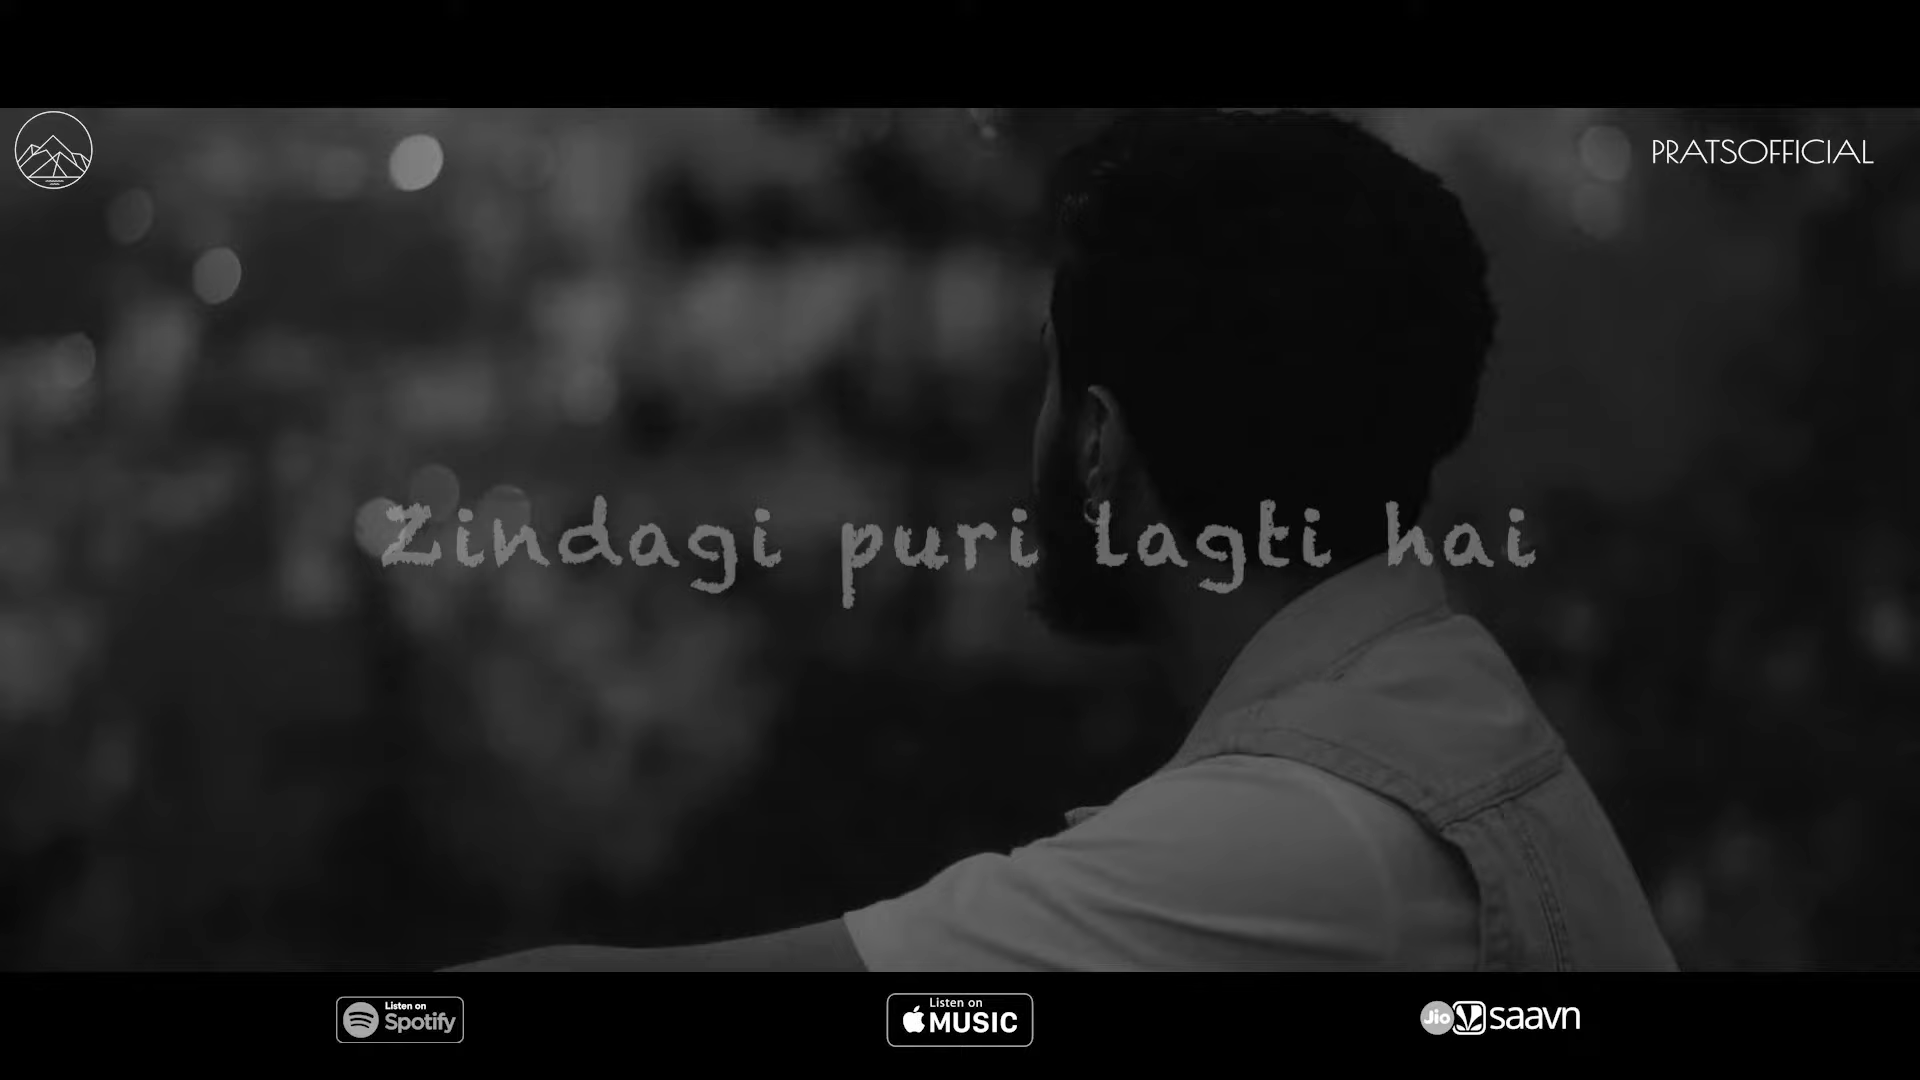 PRATSOFFICIAL
Zindagi puri lagti hai
Listen on
Spotify
Listen on
MUSIC
Jio
saavn